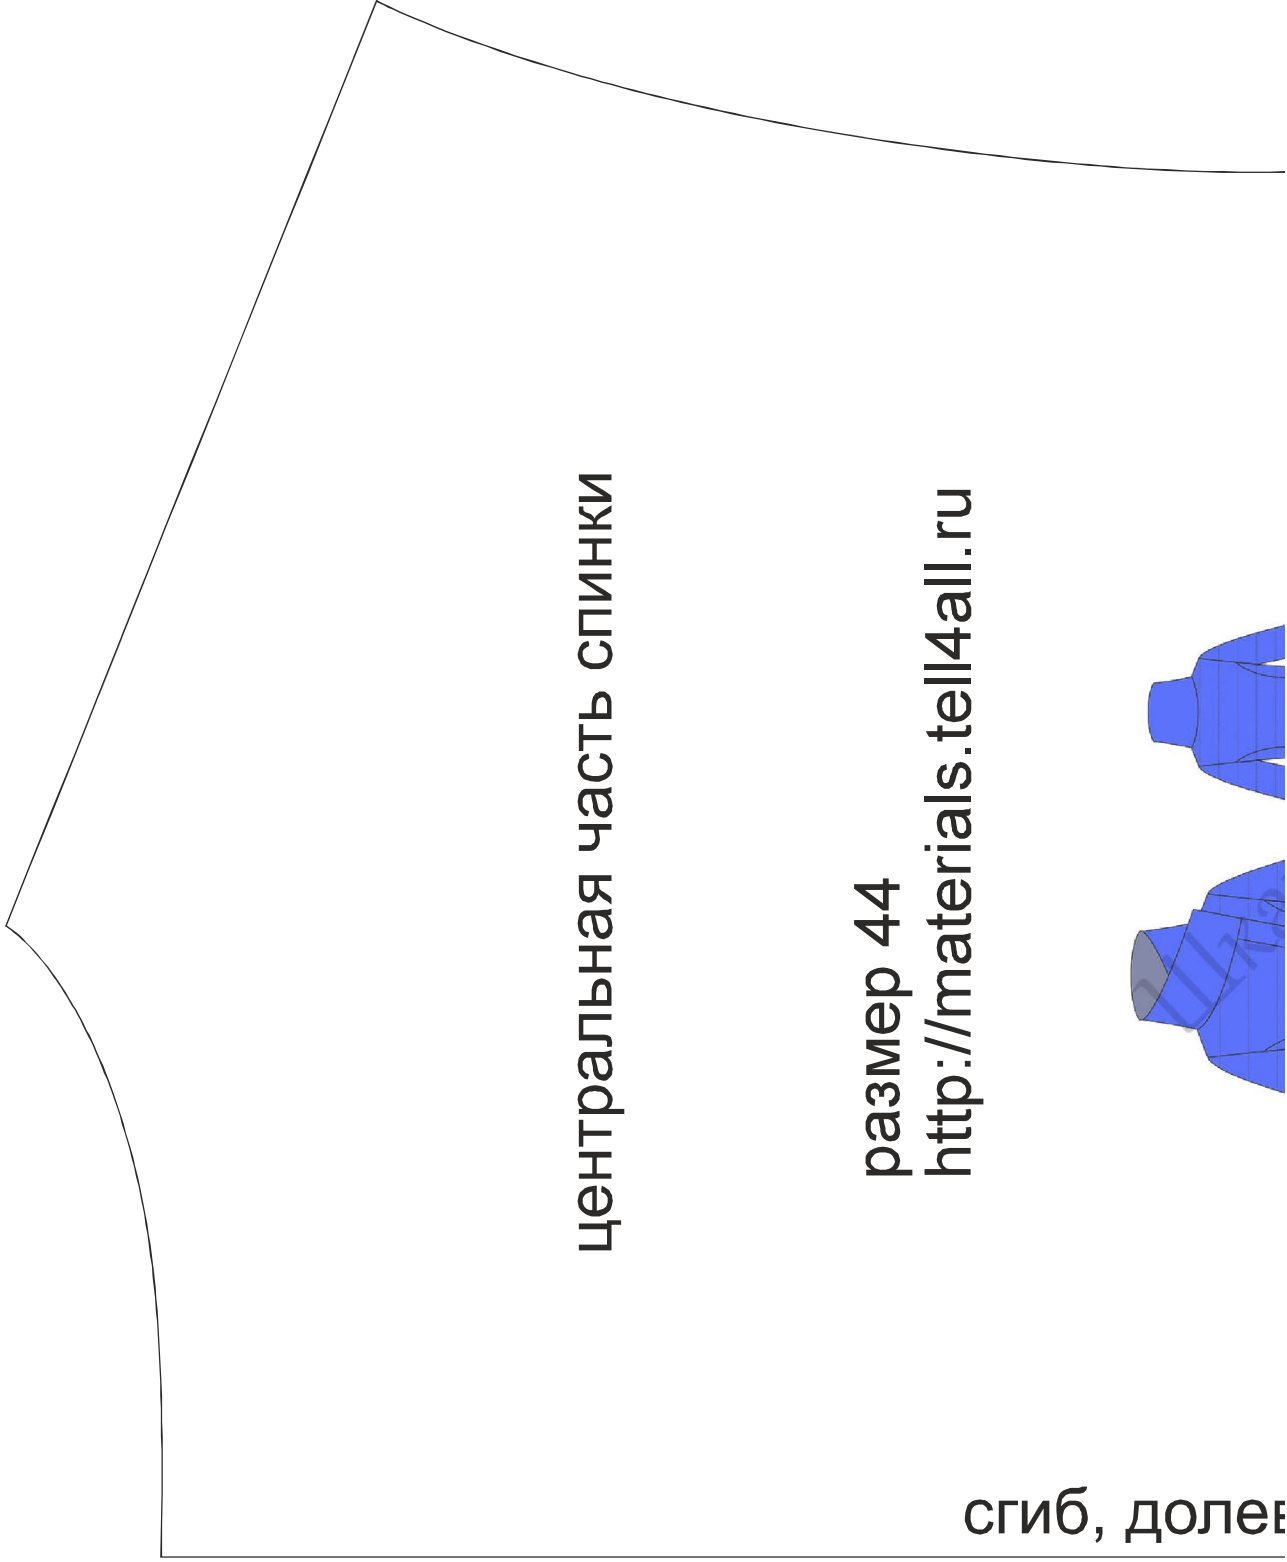 центральная часть спинки
размер 44
http://materials.tell4all.ru
сгиб,